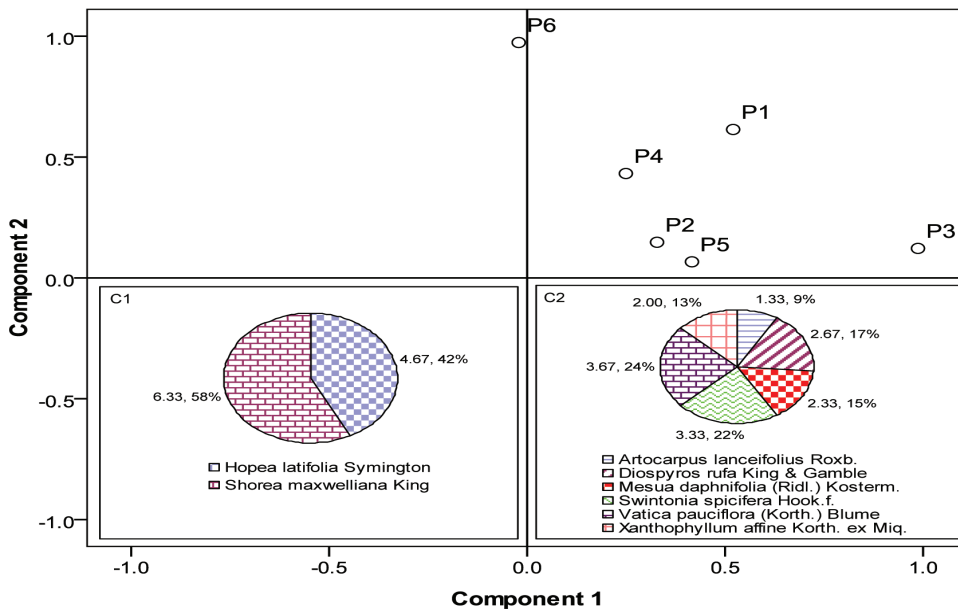 1.0
0.5
0.0
-0.5
-1.0
Component 2
P6
P1
P4
P2
P5
P3
C1
4.67, 42%
6.33, 58%
Hopea latifolia Symington
Shorea maxwelliana King
C2
2.00, 13%
1.33, 9%
2.67, 17%
3.67, 24%
2.33, 15%
3.33, 22%
Artocarpus lanceifolius Roxb.
Diospyros rufa King & Gamble
Mesua daphnifolia (Ridl.) Kosterm.
Swintonia spicifera Hook.f.
Vatica pauciflora (Korth.) Blume
Xanthophyllum affine Korth. ex Miq.
-1.0 -0.5 0.0 0.5 1.0
Component 1